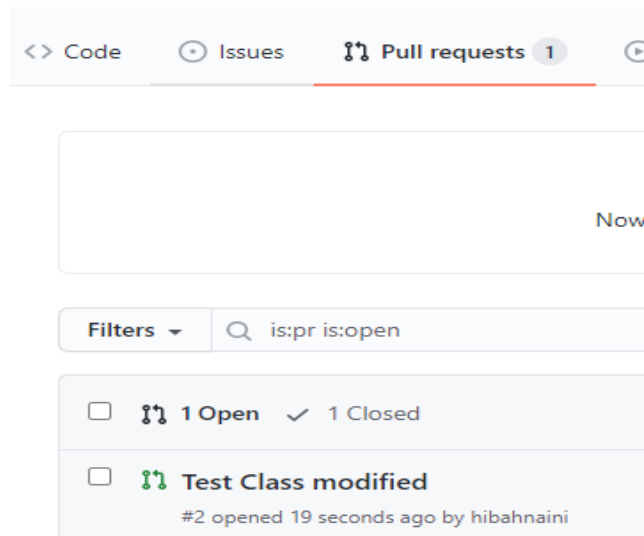 <> Code Issues Pull requests 1
Now
Filters is:pr is:open
1 Open 1 Closed
Test Class modified
#2 opened 19 seconds ago by hibahnaini